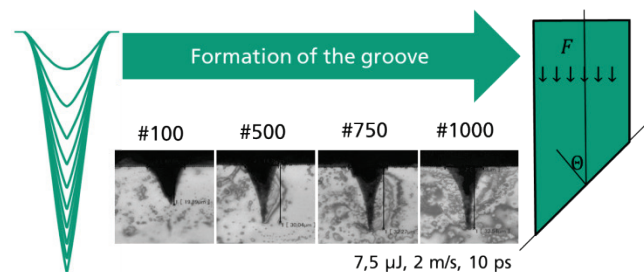 Formation of the groove
F
#100 #500 #750 #1000
Θ
7,5 µJ, 2 m/s, 10 ps